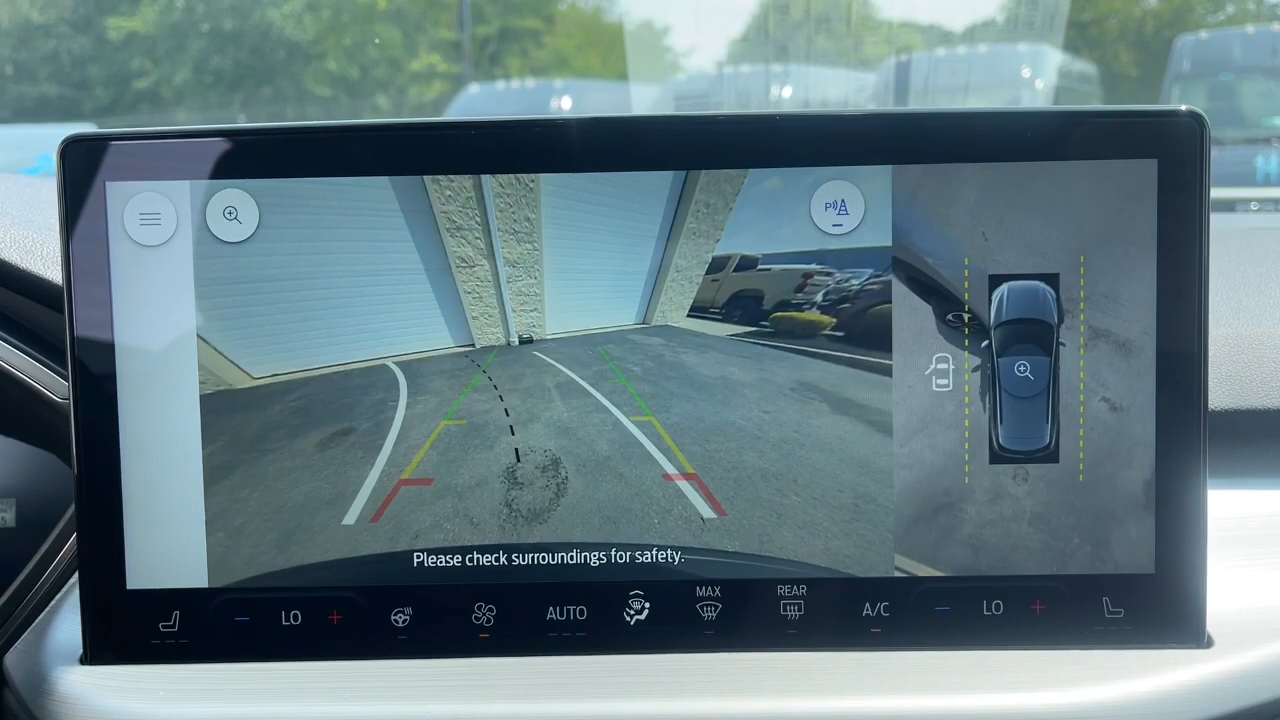 P
Please check surroundings for safety.
LO
AUTO
MAX
REAR
A/C
LO